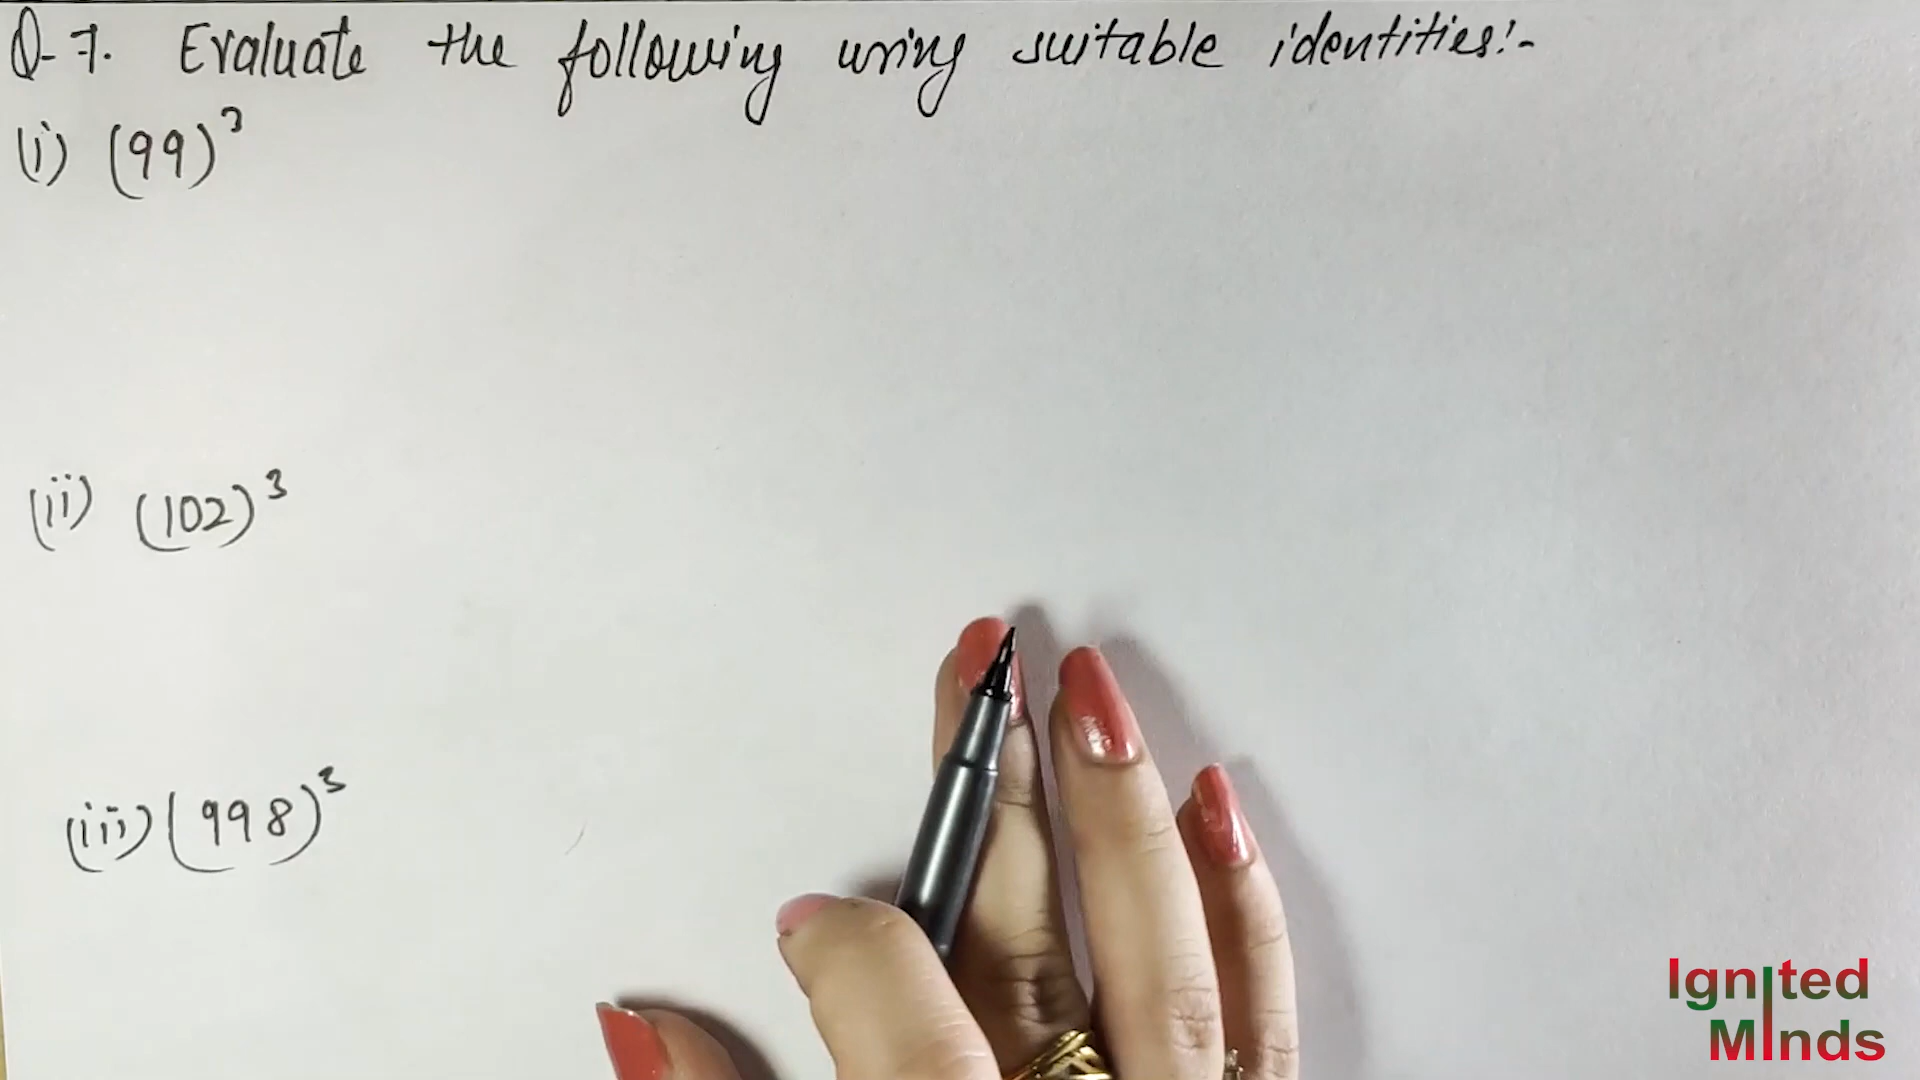 Q-7. Evaluate the following using suitable identities:-
(i) (99)³
(ii) (102)³
(iii) (998)³
Ignited
Minds